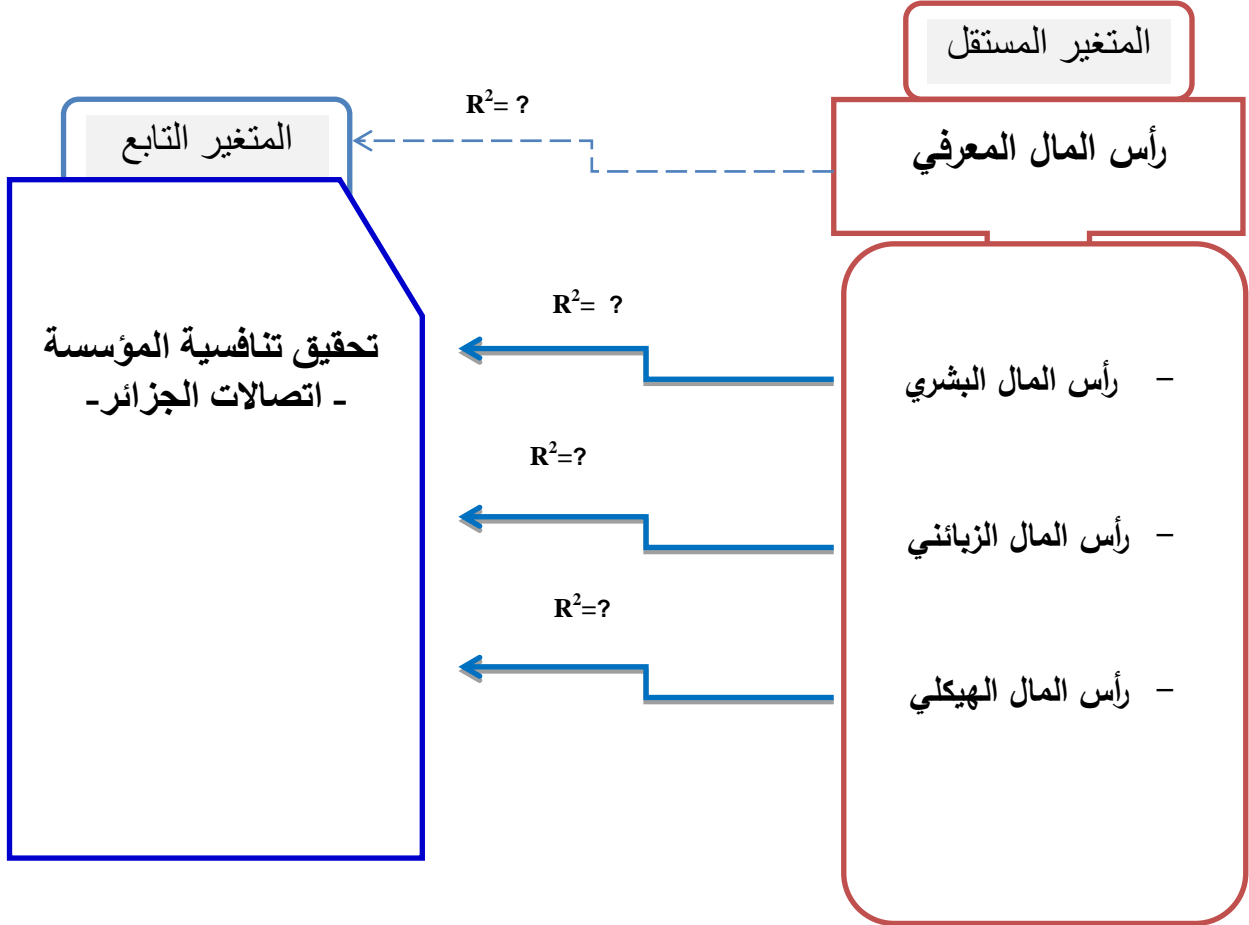 المتغير المستقل
رأس المال المعرفي
R²= ?
المتغير التابع
R²= ?
تحقيق تنافسية المؤسسة
- اتصالات الجزائر-
– رأس المال البشري
R²=?
– رأس المال الزبائني
R²=?
– رأس المال الهيكلي